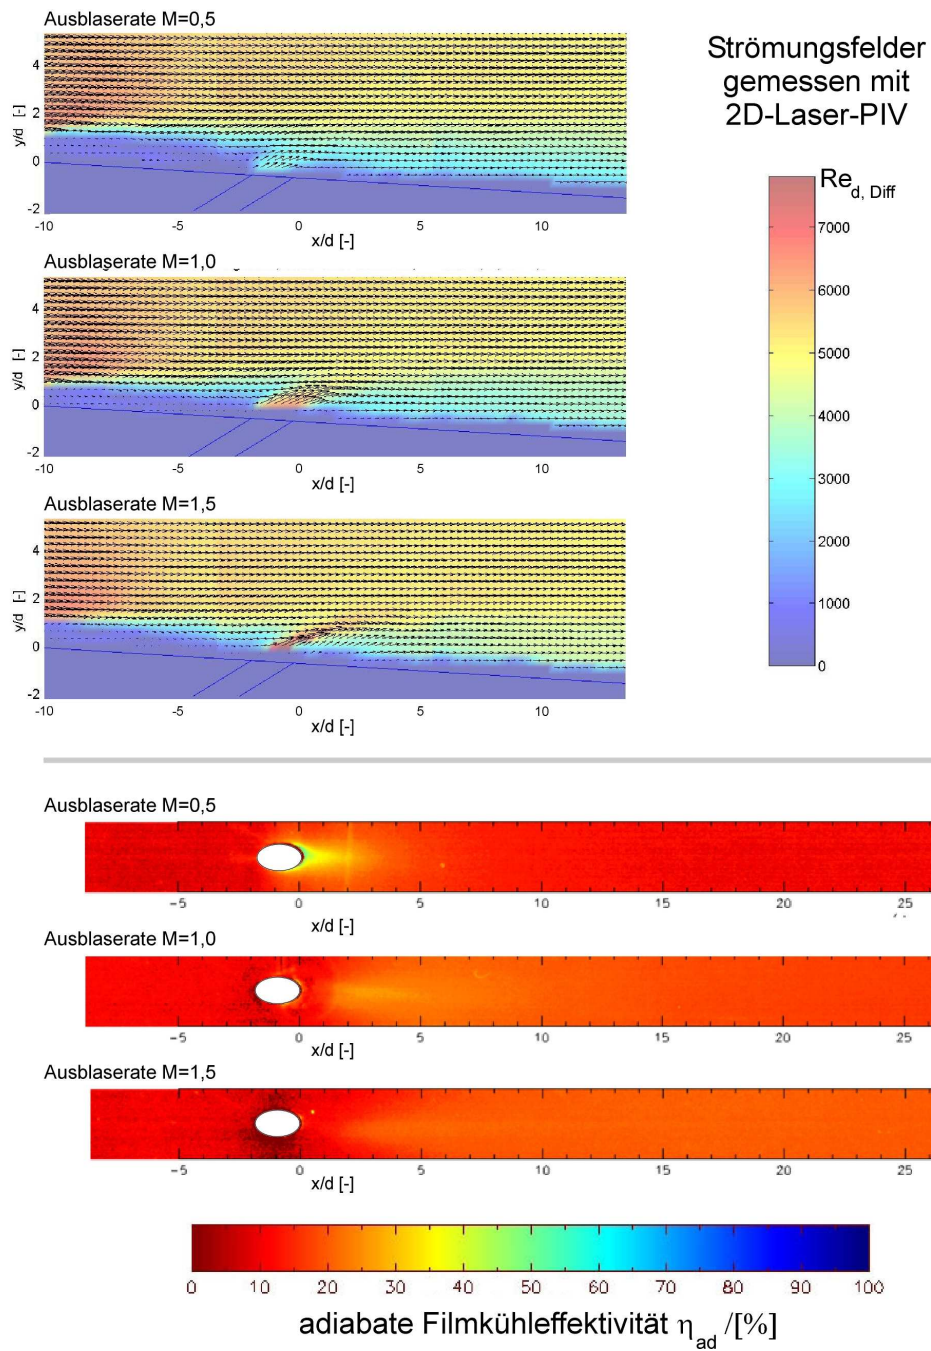 Ausblaserate M=0,5
Strömungsfelder
gemessen mit
2D-Laser-PIV
y/d [-]
4
2
0
-2
-10
-5
0
5
10
x/d [-]
Re d, Diff
7000
6000
5000
4000
3000
2000
1000
0
Ausblaserate M=1,0
y/d [-]
4
2
0
-2
-10
-5
0
5
10
x/d [-]
Ausblaserate M=1,5
y/d [-]
4
2
0
-2
-10
-5
0
5
10
x/d [-]
Ausblaserate M=0,5
-5
0
5
10
15
20
25
x/d [-]
Ausblaserate M=1,0
-5
0
5
10
15
20
25
x/d [-]
Ausblaserate M=1,5
-5
0
5
10
15
20
25
x/d [-]
0 10 20 30 40 50 60 70 80 90 100
adiabate Filmkühleffektivität η ad /[%]